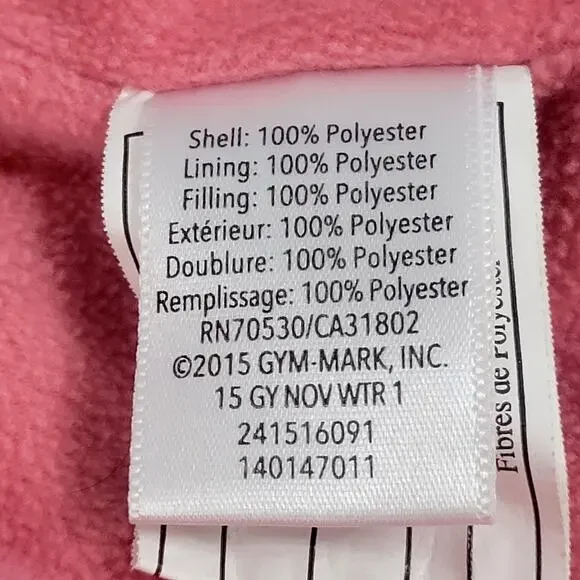 Shell: 100% Polyester
Lining: 100% Polyester
Filling: 100% Polyester
Extérieur: 100% Polyester
Doublure: 100% Polyester
Remplissage: 100% Polyester
RN70530/CA31802
©2015 GYM-MARK, INC.
15 GY NOV WTR 1
241516091
140147011
Fibres de Polyester